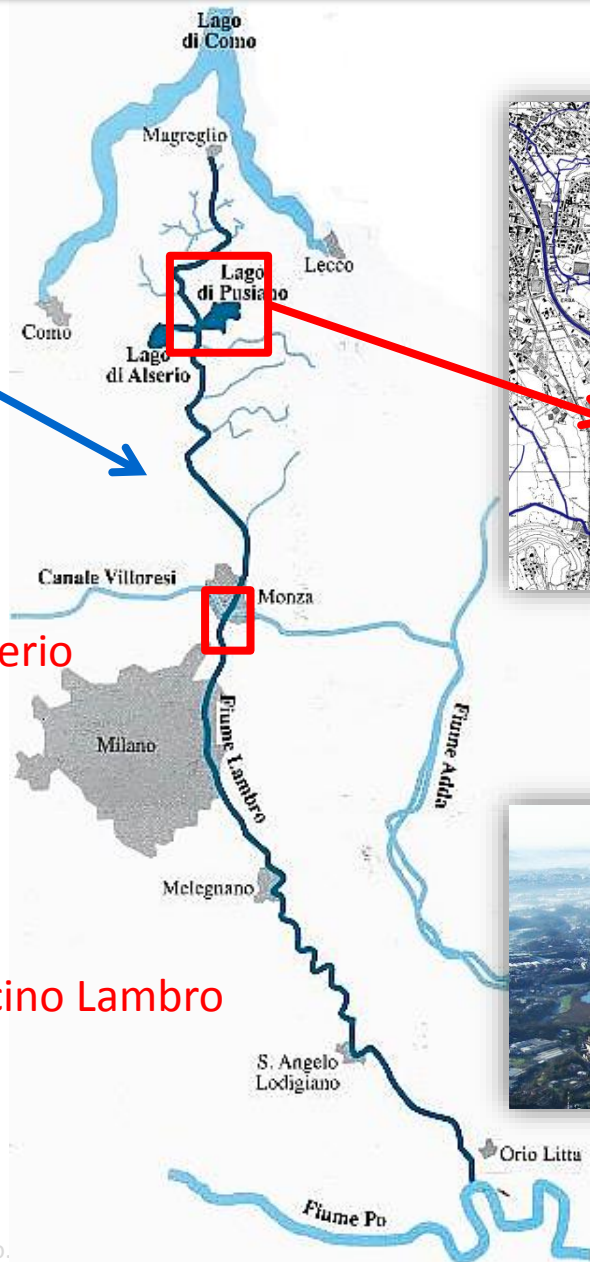 Lago
di Como
Magreglio
Lecco
Lago
di Pusiano
Como
Lago
di Alserio
Canale Villoresi
Monza
erio
Milano
Fiume Lambro
Fiume Adda
Melegnano
cino Lambro
S. Angelo
Lodigiano
Orio Litta
Fiume Po